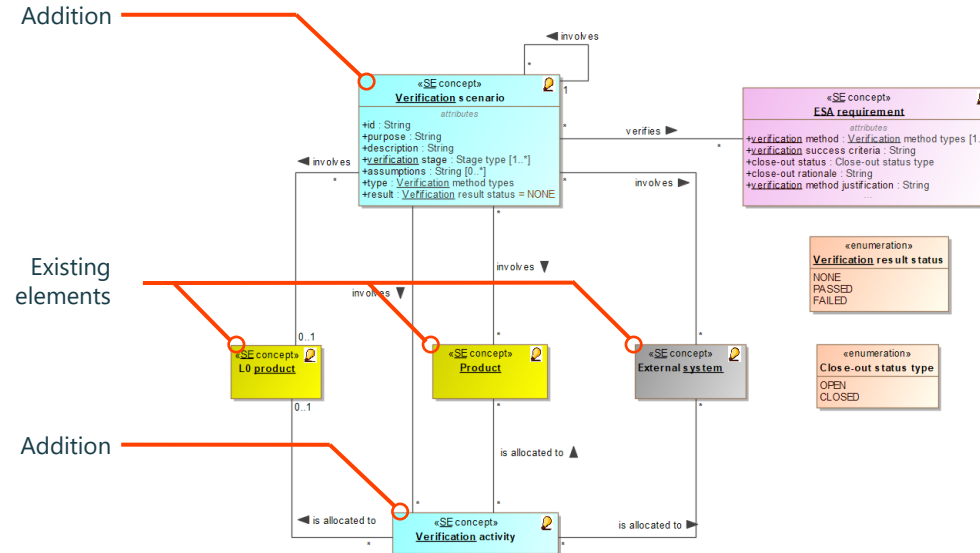 Addition
involves
*
1
«SE concept»
Verification scenario
attributes
+id : String
+purpose : String
+description : String
+verification stage : Stage type [1..*]
+assumptions : String [0..*]
+type : Verification method types
+result : Verification result status = NONE
*
verifies
*
«SE concept»
ESA requirement
attributes
+verification method : Verification method types [1..
+verification success criteria : String
+close-out status : Close-out status type
+close-out rationale : String
+verification method justification : String
...
involves
*
*
involves
*
*
involves
involves
«enumeration»
Verification result status
NONE
PASSED
FAILED
Existing
elements
0..1
*
*
«SE concept»
L0 product
«SE concept»
Product
«SE concept»
External system
«enumeration»
Close-out status type
OPEN
CLOSED
0..1
*
*
Addition
is allocated to
*
*
is allocated to
is allocated to
*
*
«SE concept»
Verification activity